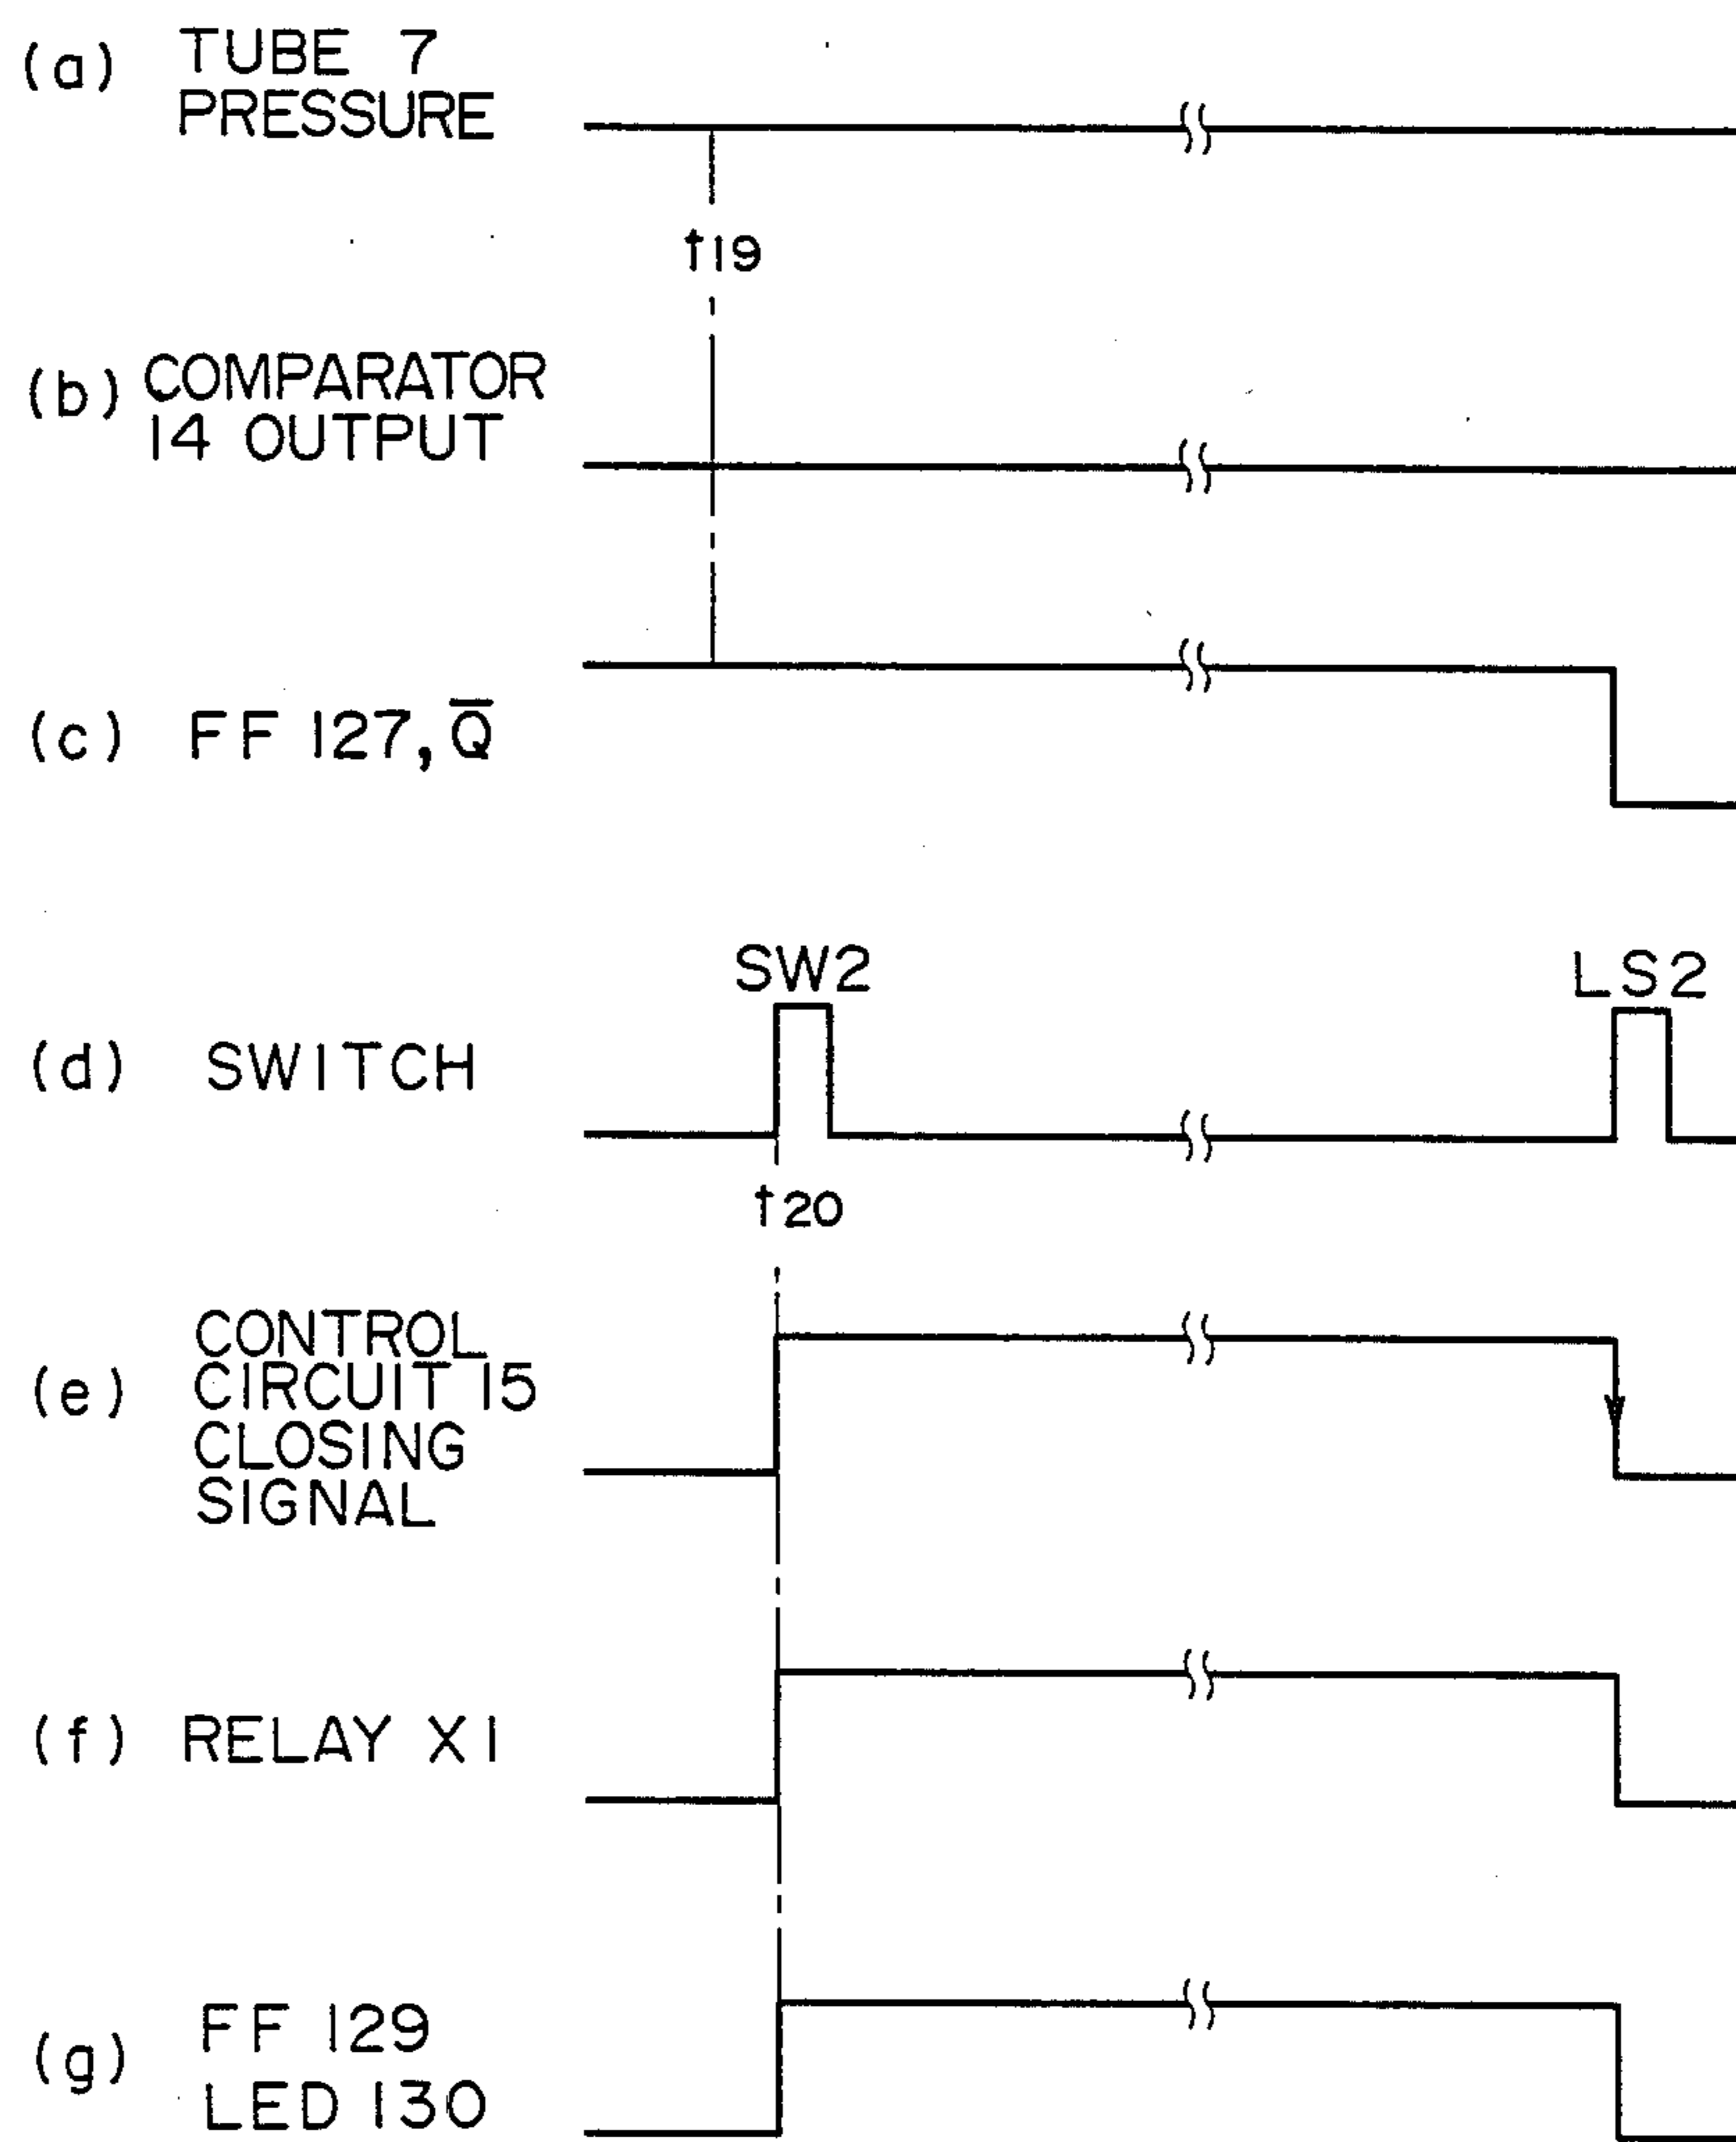 (a) TUBE 7
PRESSURE
t19
(b) COMPARATOR
14 OUTPUT
(c) FF 127, Q̅
SW2
LS2
(d) SWITCH
t20
(e) CONTROL
CIRCUIT 15
CLOSING
SIGNAL
(f) RELAY X1
(g) FF 129
LED 130